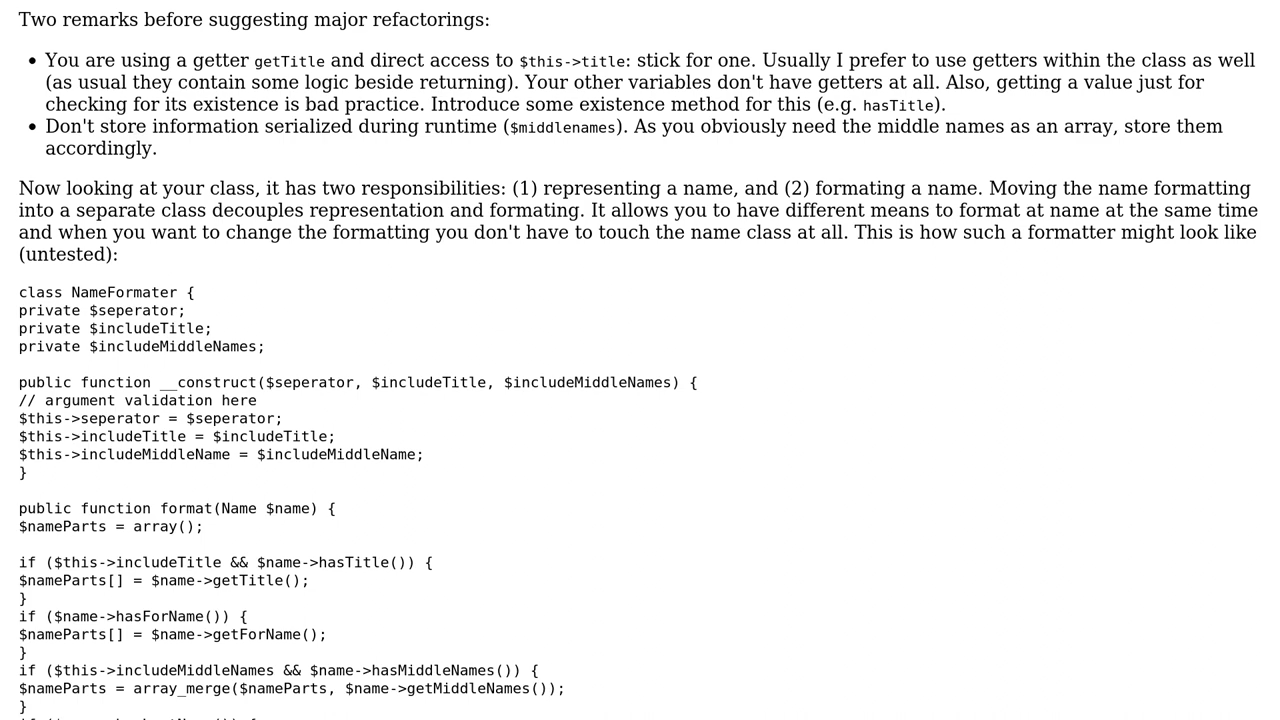 Two remarks before suggesting major refactorings:
• You are using a getter getTitle and direct access to $this->title: stick for one. Usually I prefer to use getters within the class as well
(as usual they contain some logic beside returning). Your other variables don't have getters at all. Also, getting a value just for
checking for its existence is bad practice. Introduce some existence method for this (e.g. hasTitle).
• Don't store information serialized during runtime ($middlenames). As you obviously need the middle names as an array, store them
accordingly.
Now looking at your class, it has two responsibilities: (1) representing a name, and (2) formating a name. Moving the name formatting
into a separate class decouples representation and formating. It allows you to have different means to format at name at the same time
and when you want to change the formatting you don't have to touch the name class at all. This is how such a formatter might look like
(untested):
class NameFormater {
private $seperator;
private $includeTitle;
private $includeMiddleNames;
public function __construct($seperator, $includeTitle, $includeMiddleNames) {
// argument validation here
$this->seperator = $seperator;
$this->includeTitle = $includeTitle;
$this->includeMiddleName = $includeMiddleName;
}
public function format(Name $name) {
$nameParts = array();
if ($this->includeTitle && $name->hasTitle()) {
$nameParts[] = $name->getTitle();
}
if ($name->hasForName()) {
$nameParts[] = $name->getForName();
}
if ($this->includeMiddleNames && $name->hasMiddleNames()) {
$nameParts = array_merge($nameParts, $name->getMiddleNames());
}